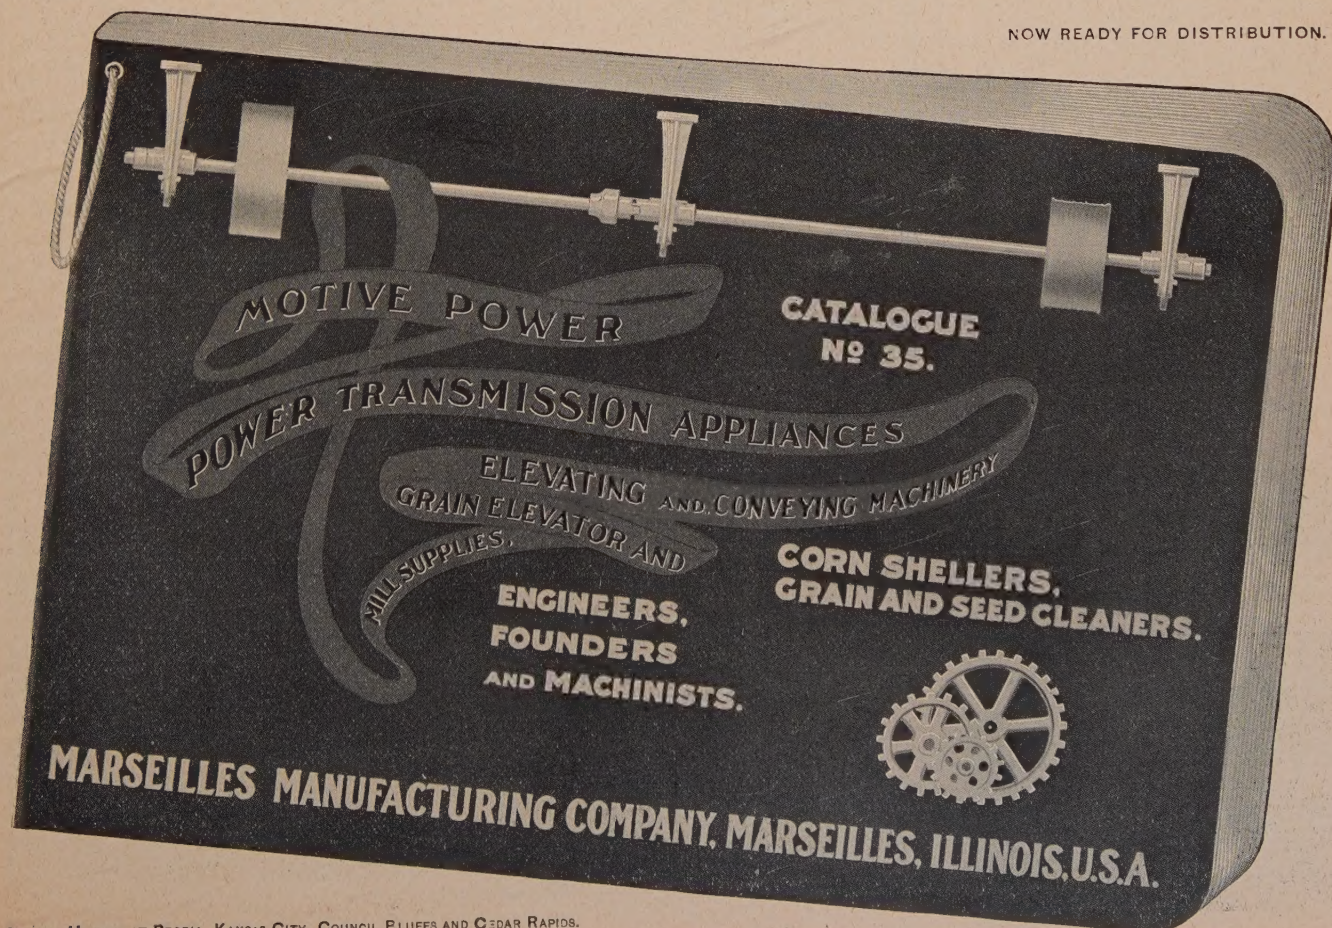 NOW READY FOR DISTRIBUTION.
MOTIVE POWER
CATALOGUE
Nº 35.
POWER TRANSMISSION APPLIANCES
ELEVATING AND CONVEYING MACHINERY
GRAIN ELEVATOR AND
MILL SUPPLIES,
CORN SHELLERS,
GRAIN AND SEED CLEANERS.
ENGINEERS,
FOUNDERS
AND MACHINISTS.
MARSEILLES MANUFACTURING COMPANY, MARSEILLES, ILLINOIS, U.S.A.
KANSAS CITY, COUNCIL BLUFFS AND CEDAR RAPIDS.